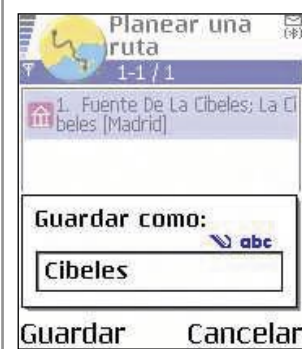 Planear una
ruta
1-1 / 1
1. Fuente De La Cibeles; La Ci
beles [Madrid]
Guardar como:
abc
Cibeles
Guardar Cancelar